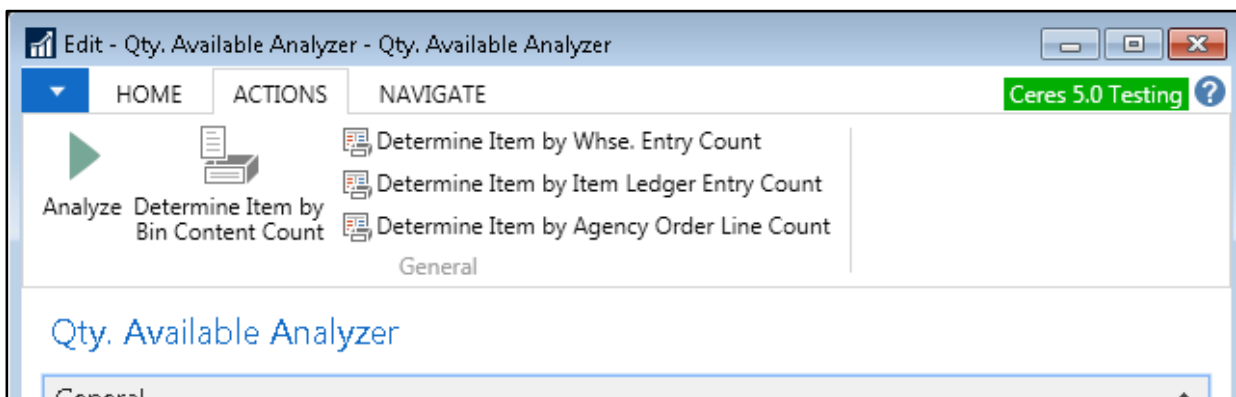 Edit - Qty. Available Analyzer - Qty. Available Analyzer
HOME ACTIONS NAVIGATE Ceres 5.0 Testing ?
Analyze
Determine Item by
Bin Content Count
Determine Item by Whse. Entry Count
Determine Item by Item Ledger Entry Count
Determine Item by Agency Order Line Count
General
Qty. Available Analyzer
General